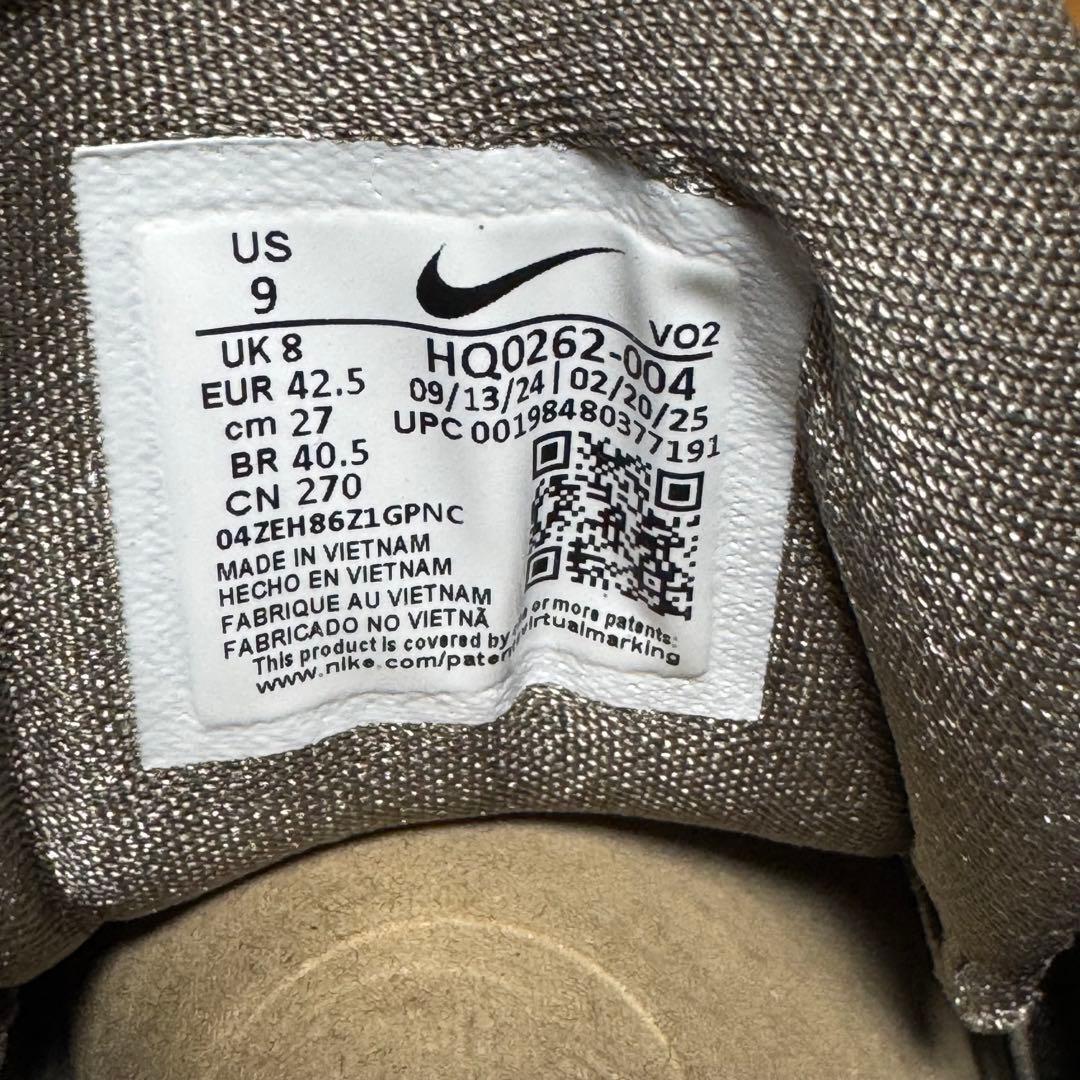 US
9
UK 8
EUR 42.5
cm 27
BR 40.5
CN 270
VO2
HQ0262-004
09/13/24 | 02/20/25
UPC 00198480377191
04ZEH86Z1GPNC
MADE IN VIETNAM
HECHO EN VIETNAM
FABRIQUE AU VIETNAM
FABRICADO NO VIETNÃ
This product is covered by or more patents:
www.nike.com/paten irtualmarking